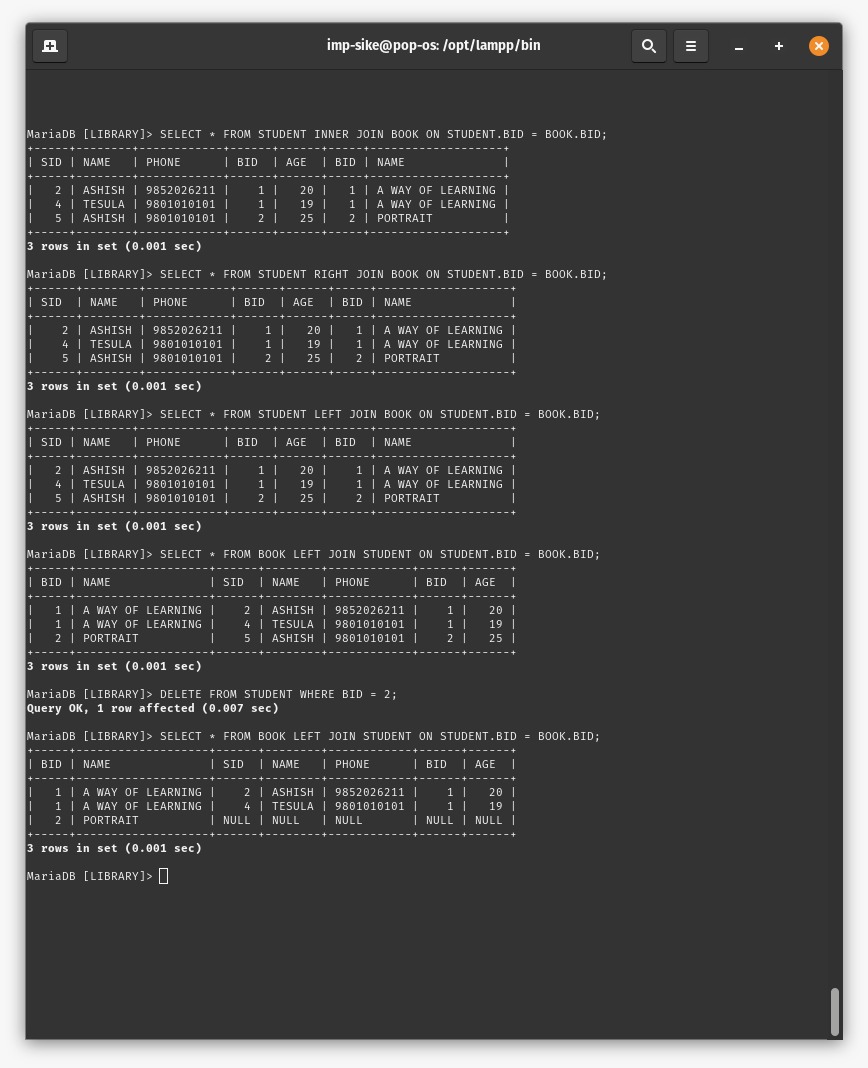 imp-sike@pop-os: /opt/lampp/bin
MariaDB [LIBRARY]> SELECT * FROM STUDENT INNER JOIN BOOK ON STUDENT.BID = BOOK.BID;
+-----+--------+------------+------+-----+-----+-------------------+
| SID | NAME   | PHONE      | BID  | AGE | BID | NAME              |
+-----+--------+------------+------+-----+-----+-------------------+
|   2 | ASHISH | 9852026211 |    1 |   20 |   1 | A WAY OF LEARNING |
|   4 | TESULA | 9801010101 |    1 |   19 |   1 | A WAY OF LEARNING |
|   5 | ASHISH | 9801010101 |    2 |   25 |   2 | PORTRAIT          |
+-----+--------+------------+------+-----+-----+-------------------+
3 rows in set (0.001 sec)
MariaDB [LIBRARY]> SELECT * FROM STUDENT RIGHT JOIN BOOK ON STUDENT.BID = BOOK.BID;
+------+--------+------------+------+------+-----+-------------------+
| SID  | NAME   | PHONE      | BID  | AGE  | BID | NAME              |
+------+--------+------------+------+------+-----+-------------------+
|    2 | ASHISH | 9852026211 |    1 |   20 |   1 | A WAY OF LEARNING |
|    4 | TESULA | 9801010101 |    1 |   19 |   1 | A WAY OF LEARNING |
|    5 | ASHISH | 9801010101 |    2 |   25 |   2 | PORTRAIT          |
+------+--------+------------+------+------+-----+-------------------+
3 rows in set (0.001 sec)
MariaDB [LIBRARY]> SELECT * FROM STUDENT LEFT JOIN BOOK ON STUDENT.BID = BOOK.BID;
+-----+--------+------------+------+------+------+-------------------+
| SID | NAME   | PHONE      | BID  | AGE  | BID  | NAME              |
+-----+--------+------------+------+------+------+-------------------+
|   2 | ASHISH | 9852026211 |    1 |   20 |    1 | A WAY OF LEARNING |
|   4 | TESULA | 9801010101 |    1 |   19 |    1 | A WAY OF LEARNING |
|   5 | ASHISH | 9801010101 |    2 |   25 |    2 | PORTRAIT          |
+-----+--------+------------+------+------+------+-------------------+
3 rows in set (0.001 sec)
MariaDB [LIBRARY]> SELECT * FROM BOOK LEFT JOIN STUDENT ON STUDENT.BID = BOOK.BID;
+-----+-------------------+------+--------+------------+------+------+
| BID | NAME              | SID  | NAME   | PHONE      | BID  | AGE  |
+-----+-------------------+------+--------+------------+------+------+
|   1 | A WAY OF LEARNING |    2 | ASHISH | 9852026211 |    1 |   20 |
|   1 | A WAY OF LEARNING |    4 | TESULA | 9801010101 |    1 |   19 |
|   2 | PORTRAIT          |    5 | ASHISH | 9801010101 |    2 |   25 |
+-----+-------------------+------+--------+------------+------+------+
3 rows in set (0.001 sec)
MariaDB [LIBRARY]> DELETE FROM STUDENT WHERE BID = 2;
Query OK, 1 row affected (0.007 sec)
MariaDB [LIBRARY]> SELECT * FROM BOOK LEFT JOIN STUDENT ON STUDENT.BID = BOOK.BID;
+-----+-------------------+------+--------+------------+------+------+
| BID | NAME              | SID  | NAME   | PHONE      | BID  | AGE  |
+-----+-------------------+------+--------+------------+------+------+
|   1 | A WAY OF LEARNING |    2 | ASHISH | 9852026211 |    1 |   20 |
|   1 | A WAY OF LEARNING |    4 | TESULA | 9801010101 |    1 |   19 |
|   2 | PORTRAIT          | NULL | NULL   | NULL       | NULL | NULL |
+-----+-------------------+------+--------+------------+------+------+
3 rows in set (0.001 sec)
MariaDB [LIBRARY]>